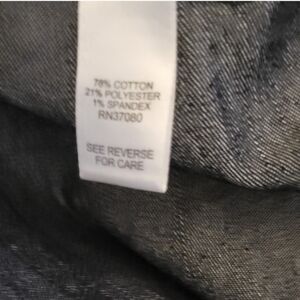 78% COTTON
21% POLYESTER
1% SPANDEX
RN37080
SEE REVERSE
FOR CARE